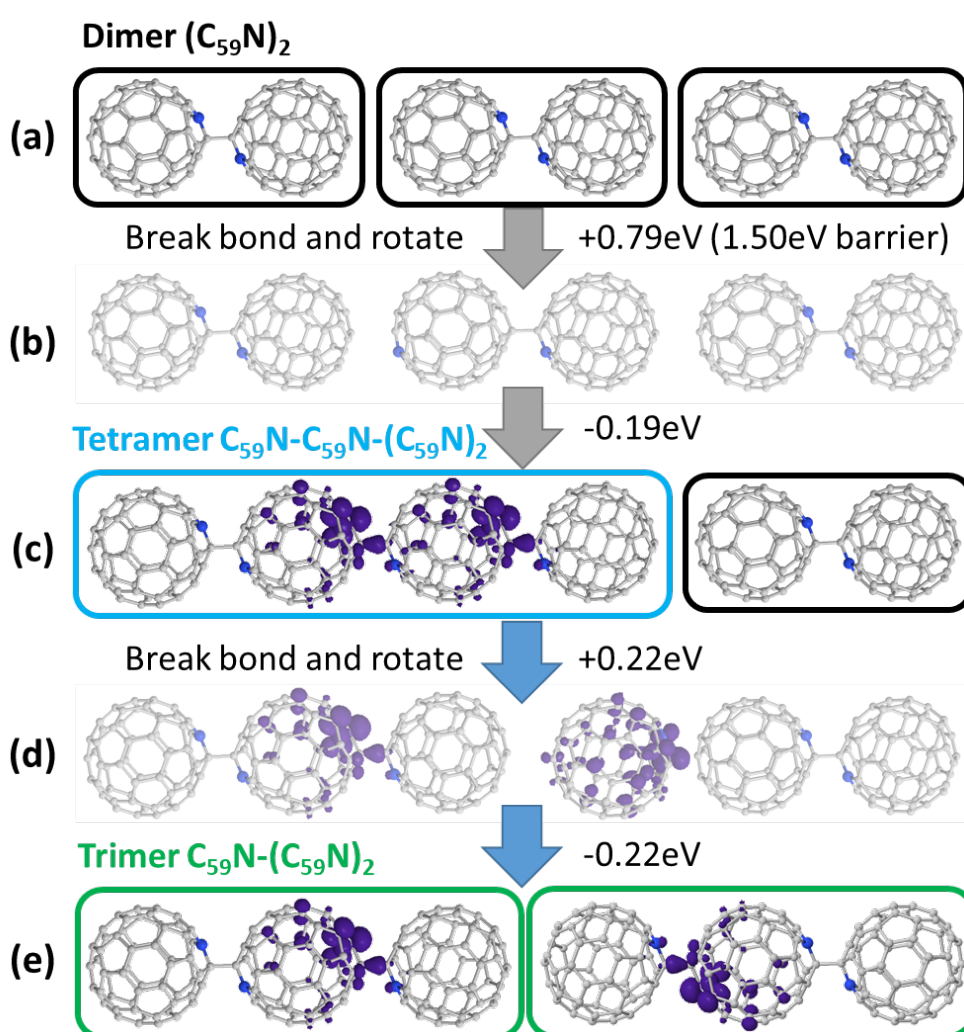 Dimer (C₅₉N)₂
(a)
Break bond and rotate +0.79eV (1.50eV barrier)
(b)
-0.19eV
Tetramer C₅₉N-C₅₉N-(C₅₉N)₂
(c)
Break bond and rotate +0.22eV
(d)
-0.22eV
Trimer C₅₉N-(C₅₉N)₂
(e)